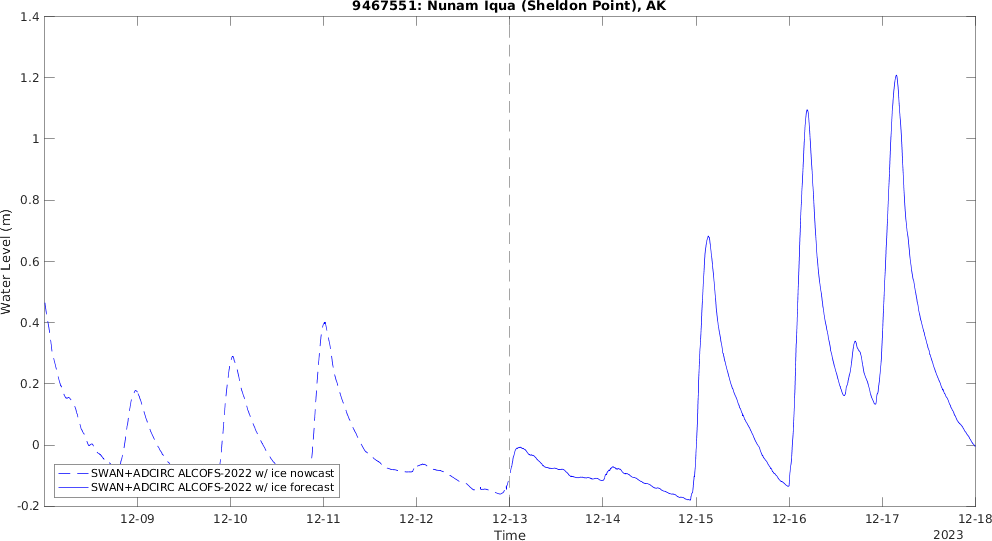 9467551: Nunam Iqua (Sheldon Point), AK
1.4
1.2
1
0.8
0.6
0.4
0.2
0
-0.2
Water Level (m)
SWAN+ADCIRC ALCOFS-2022 w/ ice nowcast
SWAN+ADCIRC ALCOFS-2022 w/ ice forecast
12-09 12-10 12-11 12-12 12-13 12-14 12-15 12-16 12-17 12-18
Time
2023